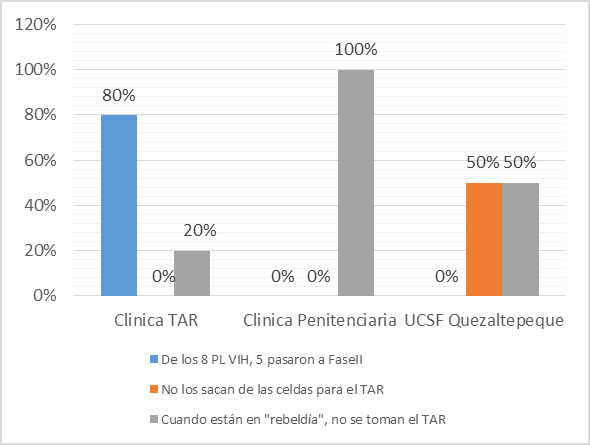 120%
100%
80%
60%
40%
20%
0%
80%
0%
20%
0%
0%
100%
0%
50%
50%
Clinica TAR
Clinica Penitenciaria
UCSF Quezaltepeque
De los 8 PL VIH, 5 pasaron a FaseII
No los sacan de las celdas para el TAR
Cuando están en "rebeldía", no se toman el TAR